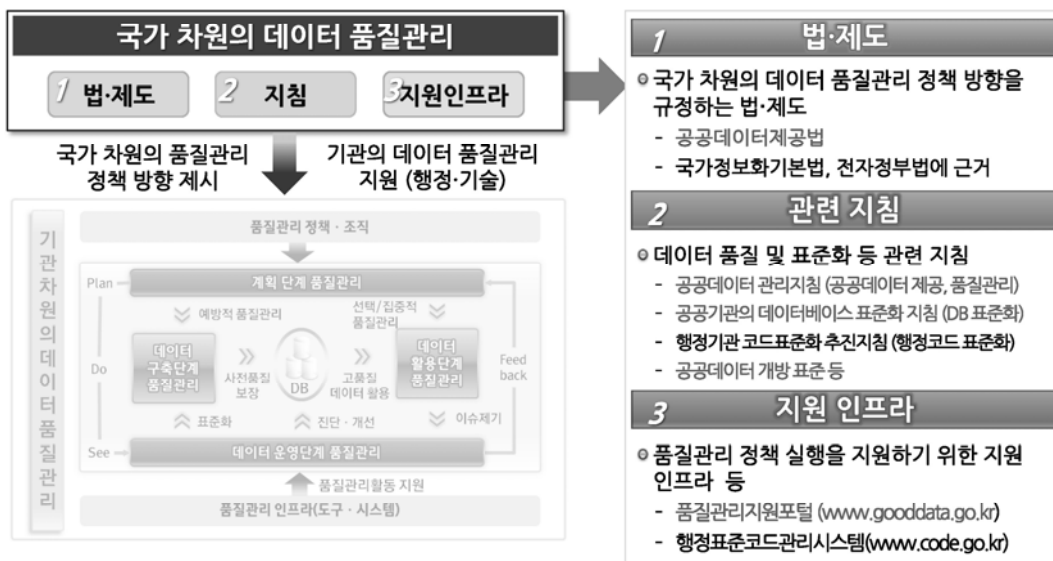 국가 차원의 데이터 품질관리
1 법·제도
2 지침
3 지원인프라
국가 차원의 품질관리
정책 방향 제시
기관의 데이터 품질관리
지원 (행정·기술)
기관차원의데이터품질관리
품질관리 정책 · 조직
Plan
계획 단계 품질관리
예방적 품질관리
선택/집중적
품질관리
Do
데이터
구축단계
품질관리
사전품질
보장
DB
고품질
데이터 활용
데이터
활용단계
품질관리
Feed
back
표준화
진단 · 개선
이슈제기
See
데이터 운영단계 품질관리
품질관리활동 지원
품질관리 인프라(도구 · 시스템)
1 법·제도
국가 차원의 데이터 품질관리 정책 방향을
규정하는 법·제도
- 공공데이터제공법
- 국가정보화기본법, 전자정부법에 근거
2 관련 지침
데이터 품질 및 표준화 등 관련 지침
- 공공데이터 관리지침 (공공데이터 제공, 품질관리)
- 공공기관의 데이터베이스 표준화 지침 (DB 표준화)
- 행정기관 코드표준화 추진지침 (행정코드 표준화)
- 공공데이터 개방 표준 등
3 지원 인프라
품질관리 정책 실행을 지원하기 위한 지원
인프라 등
- 품질관리지원포털 (www.gooddata.go.kr)
- 행정표준코드관리시스템(www.code.go.kr)